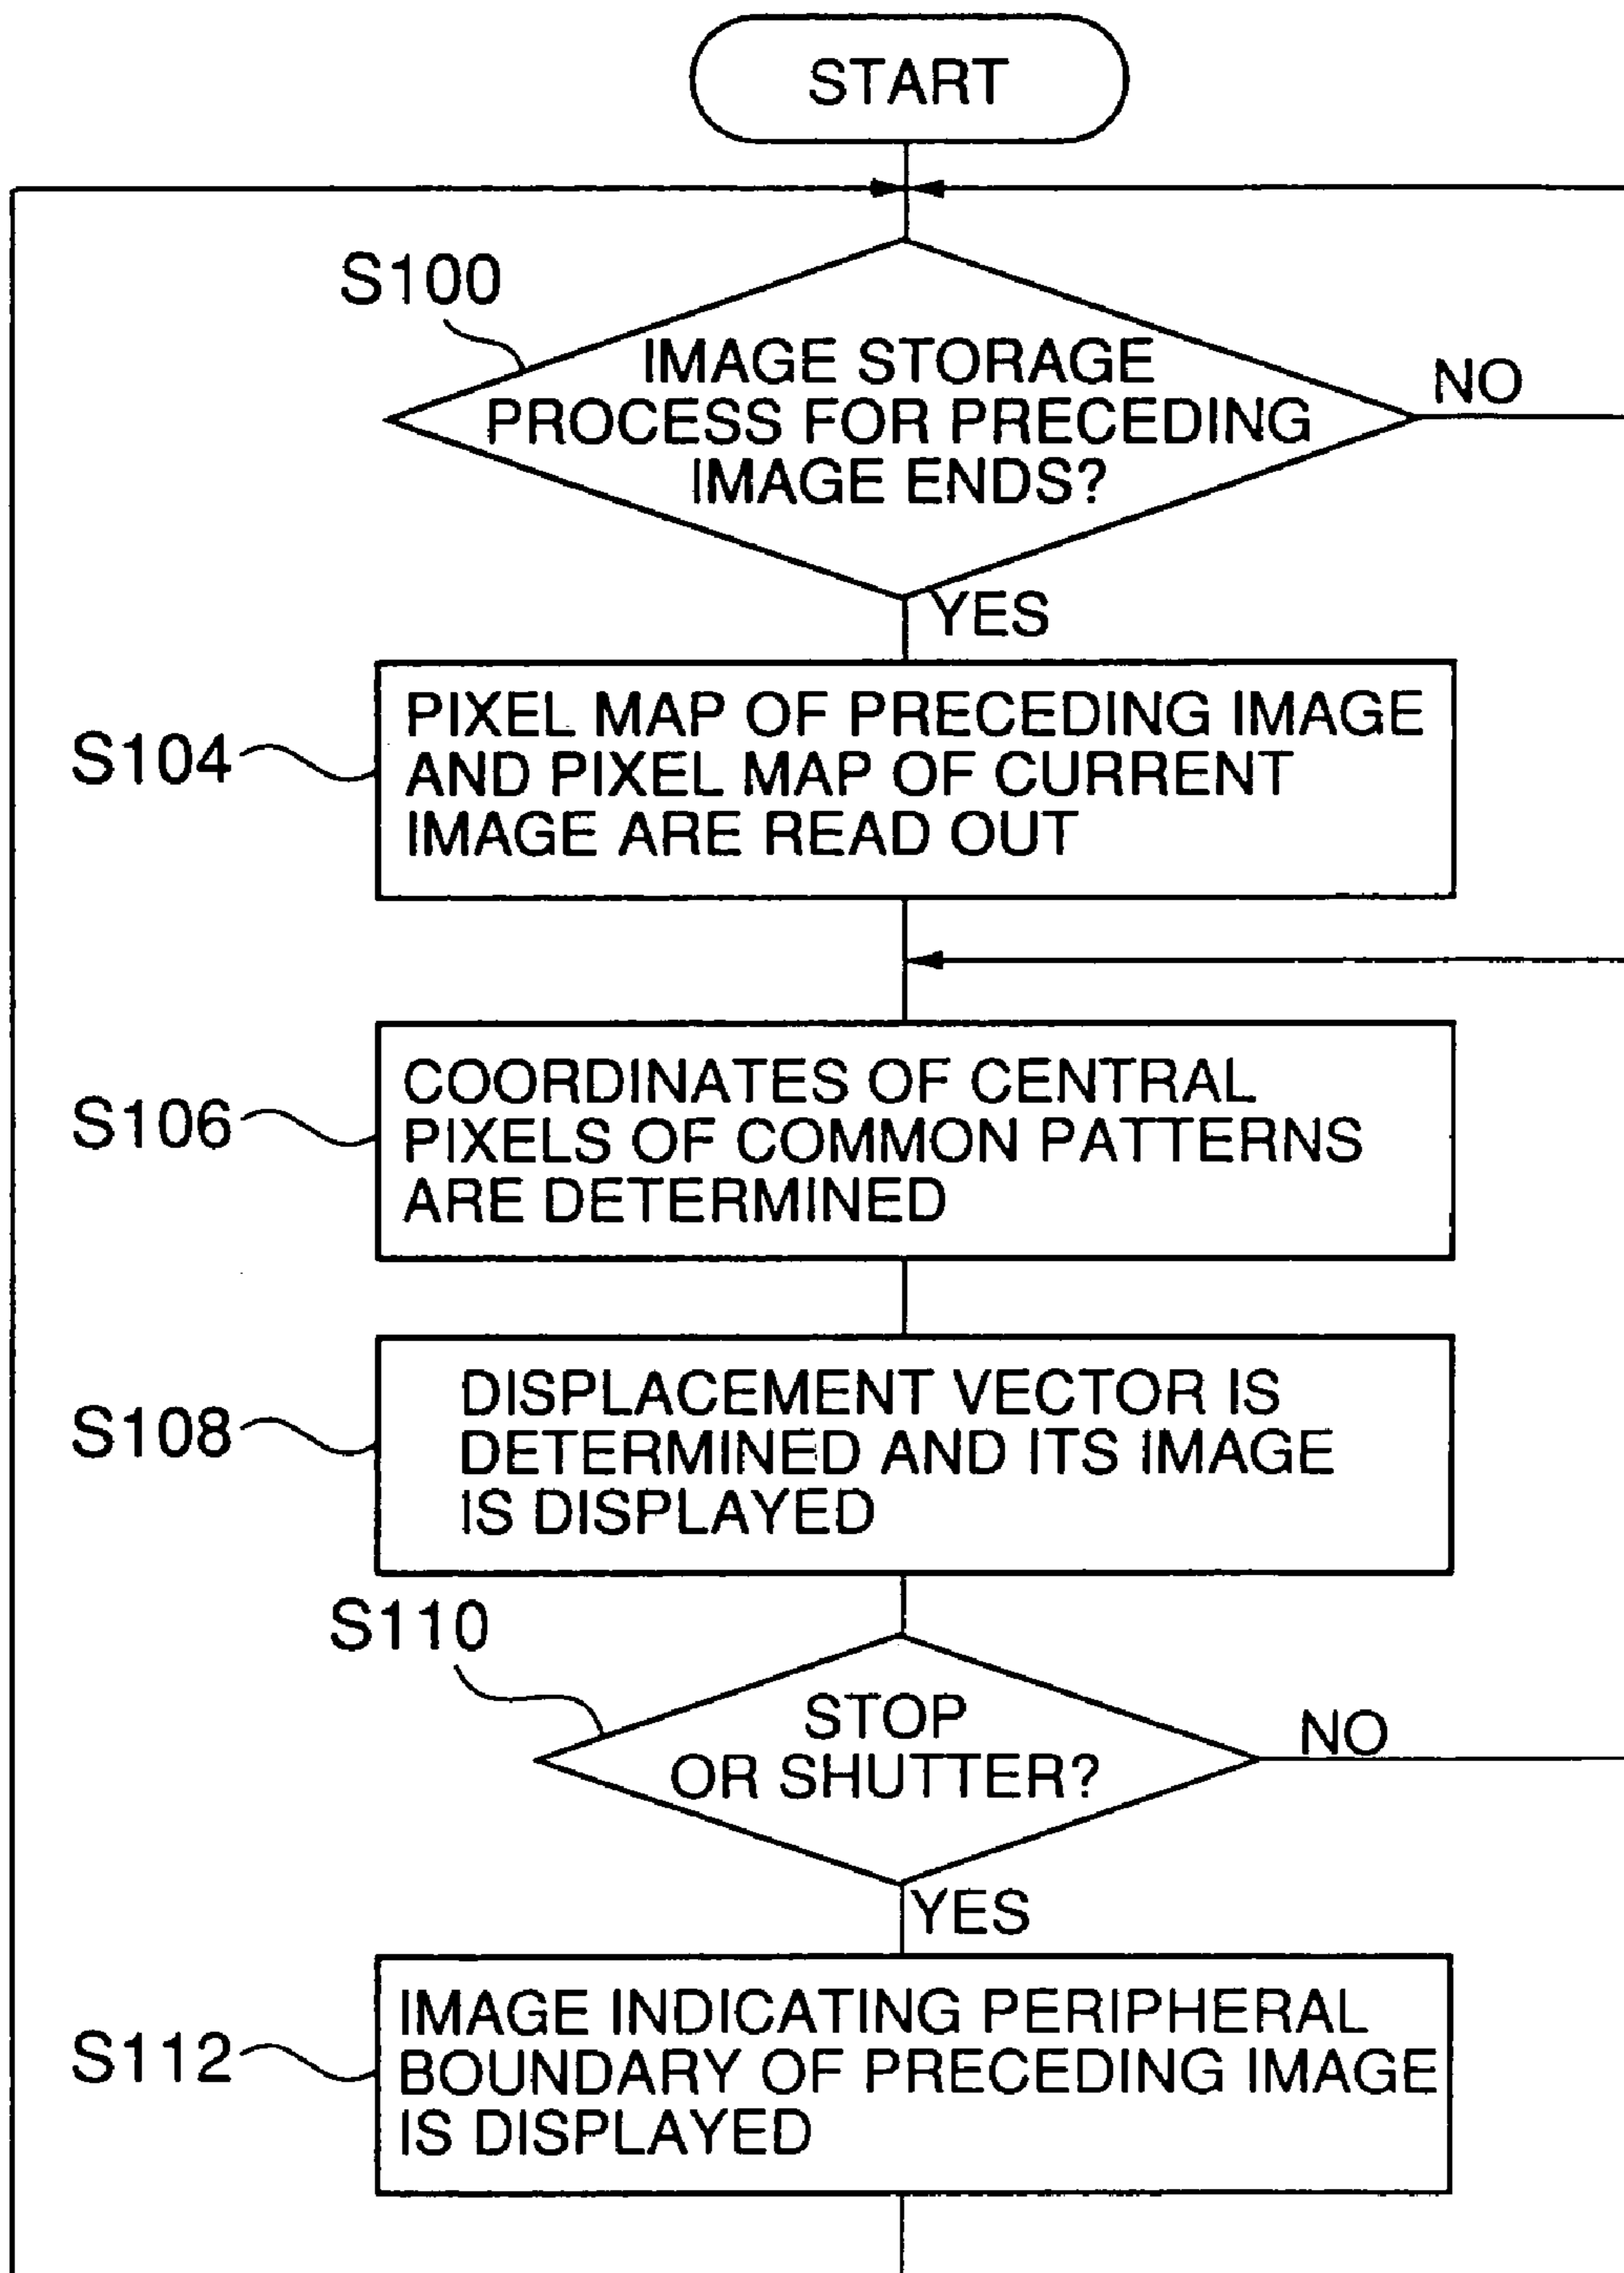 START
S100
IMAGE STORAGE
PROCESS FOR PRECEDING
IMAGE ENDS?
NO
YES
S104
PIXEL MAP OF PRECEDING IMAGE
AND PIXEL MAP OF CURRENT
IMAGE ARE READ OUT
S106
COORDINATES OF CENTRAL
PIXELS OF COMMON PATTERNS
ARE DETERMINED
S108
DISPLACEMENT VECTOR IS
DETERMINED AND ITS IMAGE
IS DISPLAYED
S110
STOP
OR SHUTTER?
NO
YES
S112
IMAGE INDICATING PERIPHERAL
BOUNDARY OF PRECEDING IMAGE
IS DISPLAYED